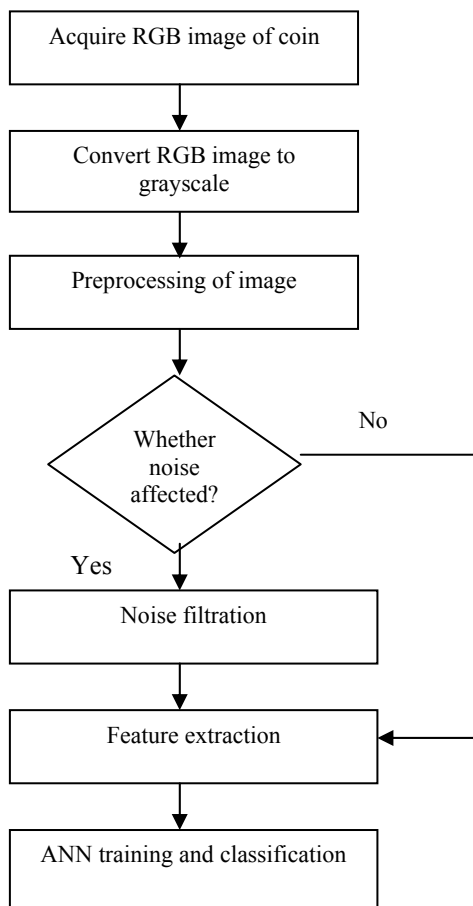 Acquire RGB image of coin
Convert RGB image to
grayscale
Preprocessing of image
Whether
noise
affected?
No
Yes
Noise filtration
Feature extraction
ANN training and classification